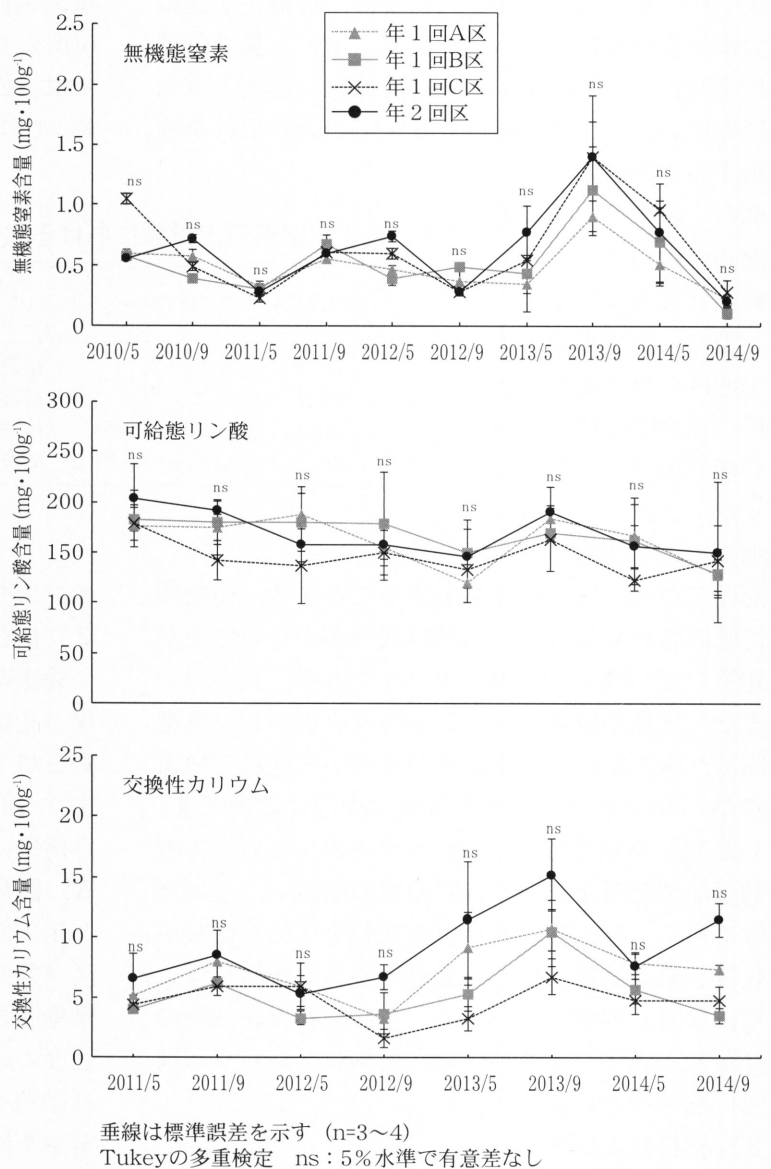 無機態窒素
年1回A区
年1回B区
年1回C区
年2回区
無機態窒素含量(mg・100g⁻¹)
2.5
2.0
1.5
1.0
0.5
0
ns
ns
ns
ns
ns
ns
ns
ns
ns
ns
2010/5 2010/9 2011/5 2011/9 2012/5 2012/9 2013/5 2013/9 2014/5 2014/9
可給態リン酸
可給態リン酸含量(mg・100g⁻¹)
300
250
200
150
100
50
0
ns
ns
ns
ns
ns
ns
ns
ns
交換性カリウム
交換性カリウム含量(mg・100g⁻¹)
25
20
15
10
5
0
ns
ns
ns
ns
ns
ns
ns
ns
2011/5 2011/9 2012/5 2012/9 2013/5 2013/9 2014/5 2014/9
垂線は標準誤差を示す (n=3〜4)
Tukeyの多重検定 ns:5%水準で有意差なし